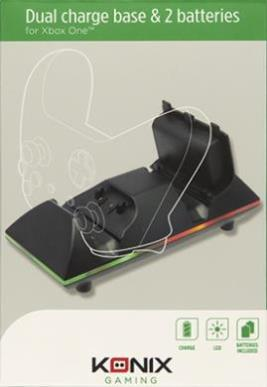 Dual charge base & 2 batteries
for Xbox One™
CHARGE
LED
BATTERIES
INCLUDED
KONIX
GAMING